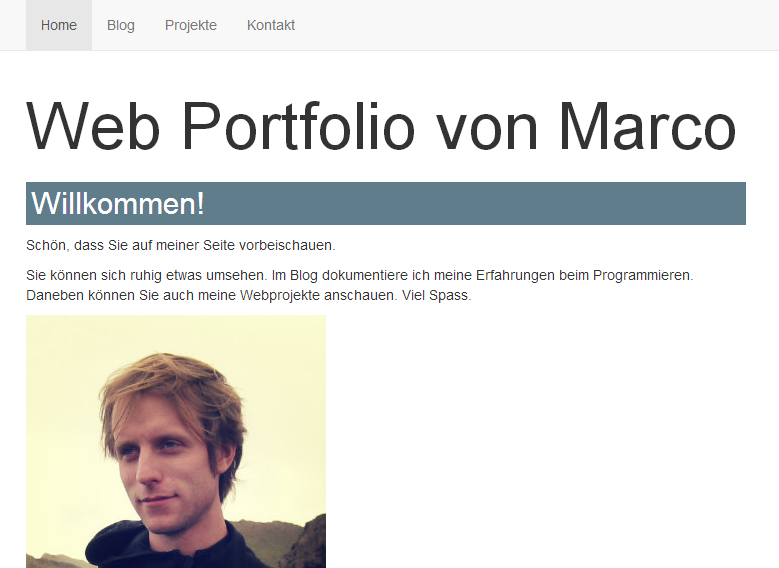 Home Blog Projekte Kontakt
Web Portfolio von Marco
Willkommen!
Schön, dass Sie auf meiner Seite vorbeischauen.
Sie können sich ruhig etwas umsehen. Im Blog dokumentiere ich meine Erfahrungen beim Programmieren.
Daneben können Sie auch meine Webprojekte anschauen. Viel Spass.